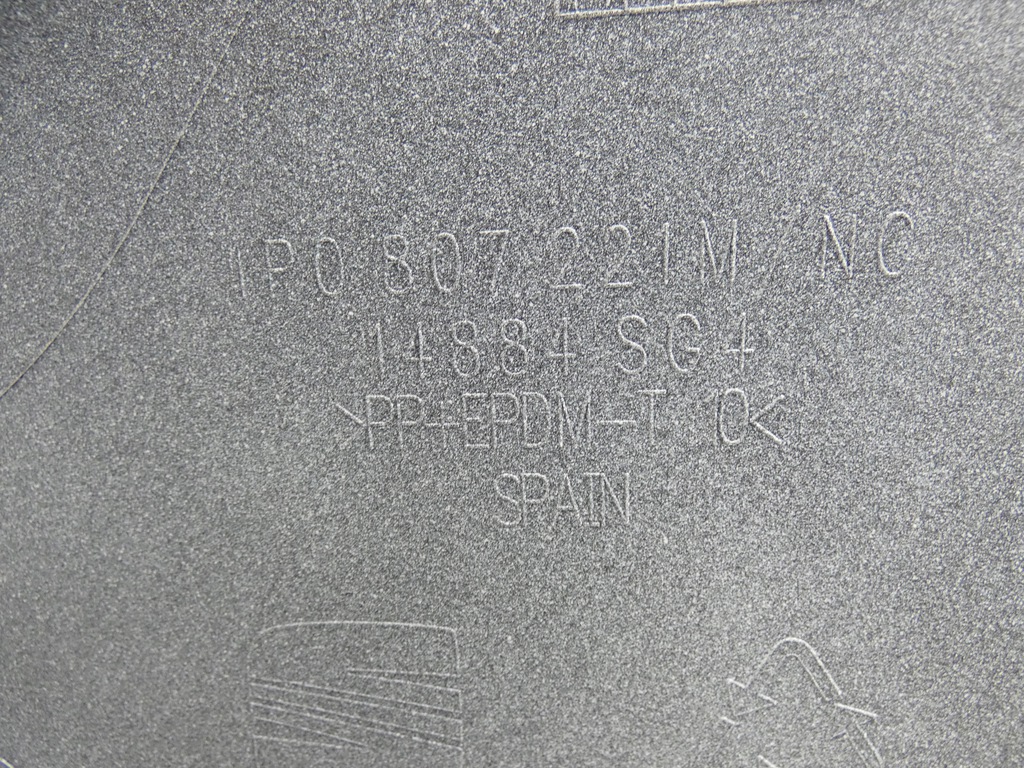 1P0 807 221M NC
14884 SG4
>PP+EPDM-T 10<
SPAIN